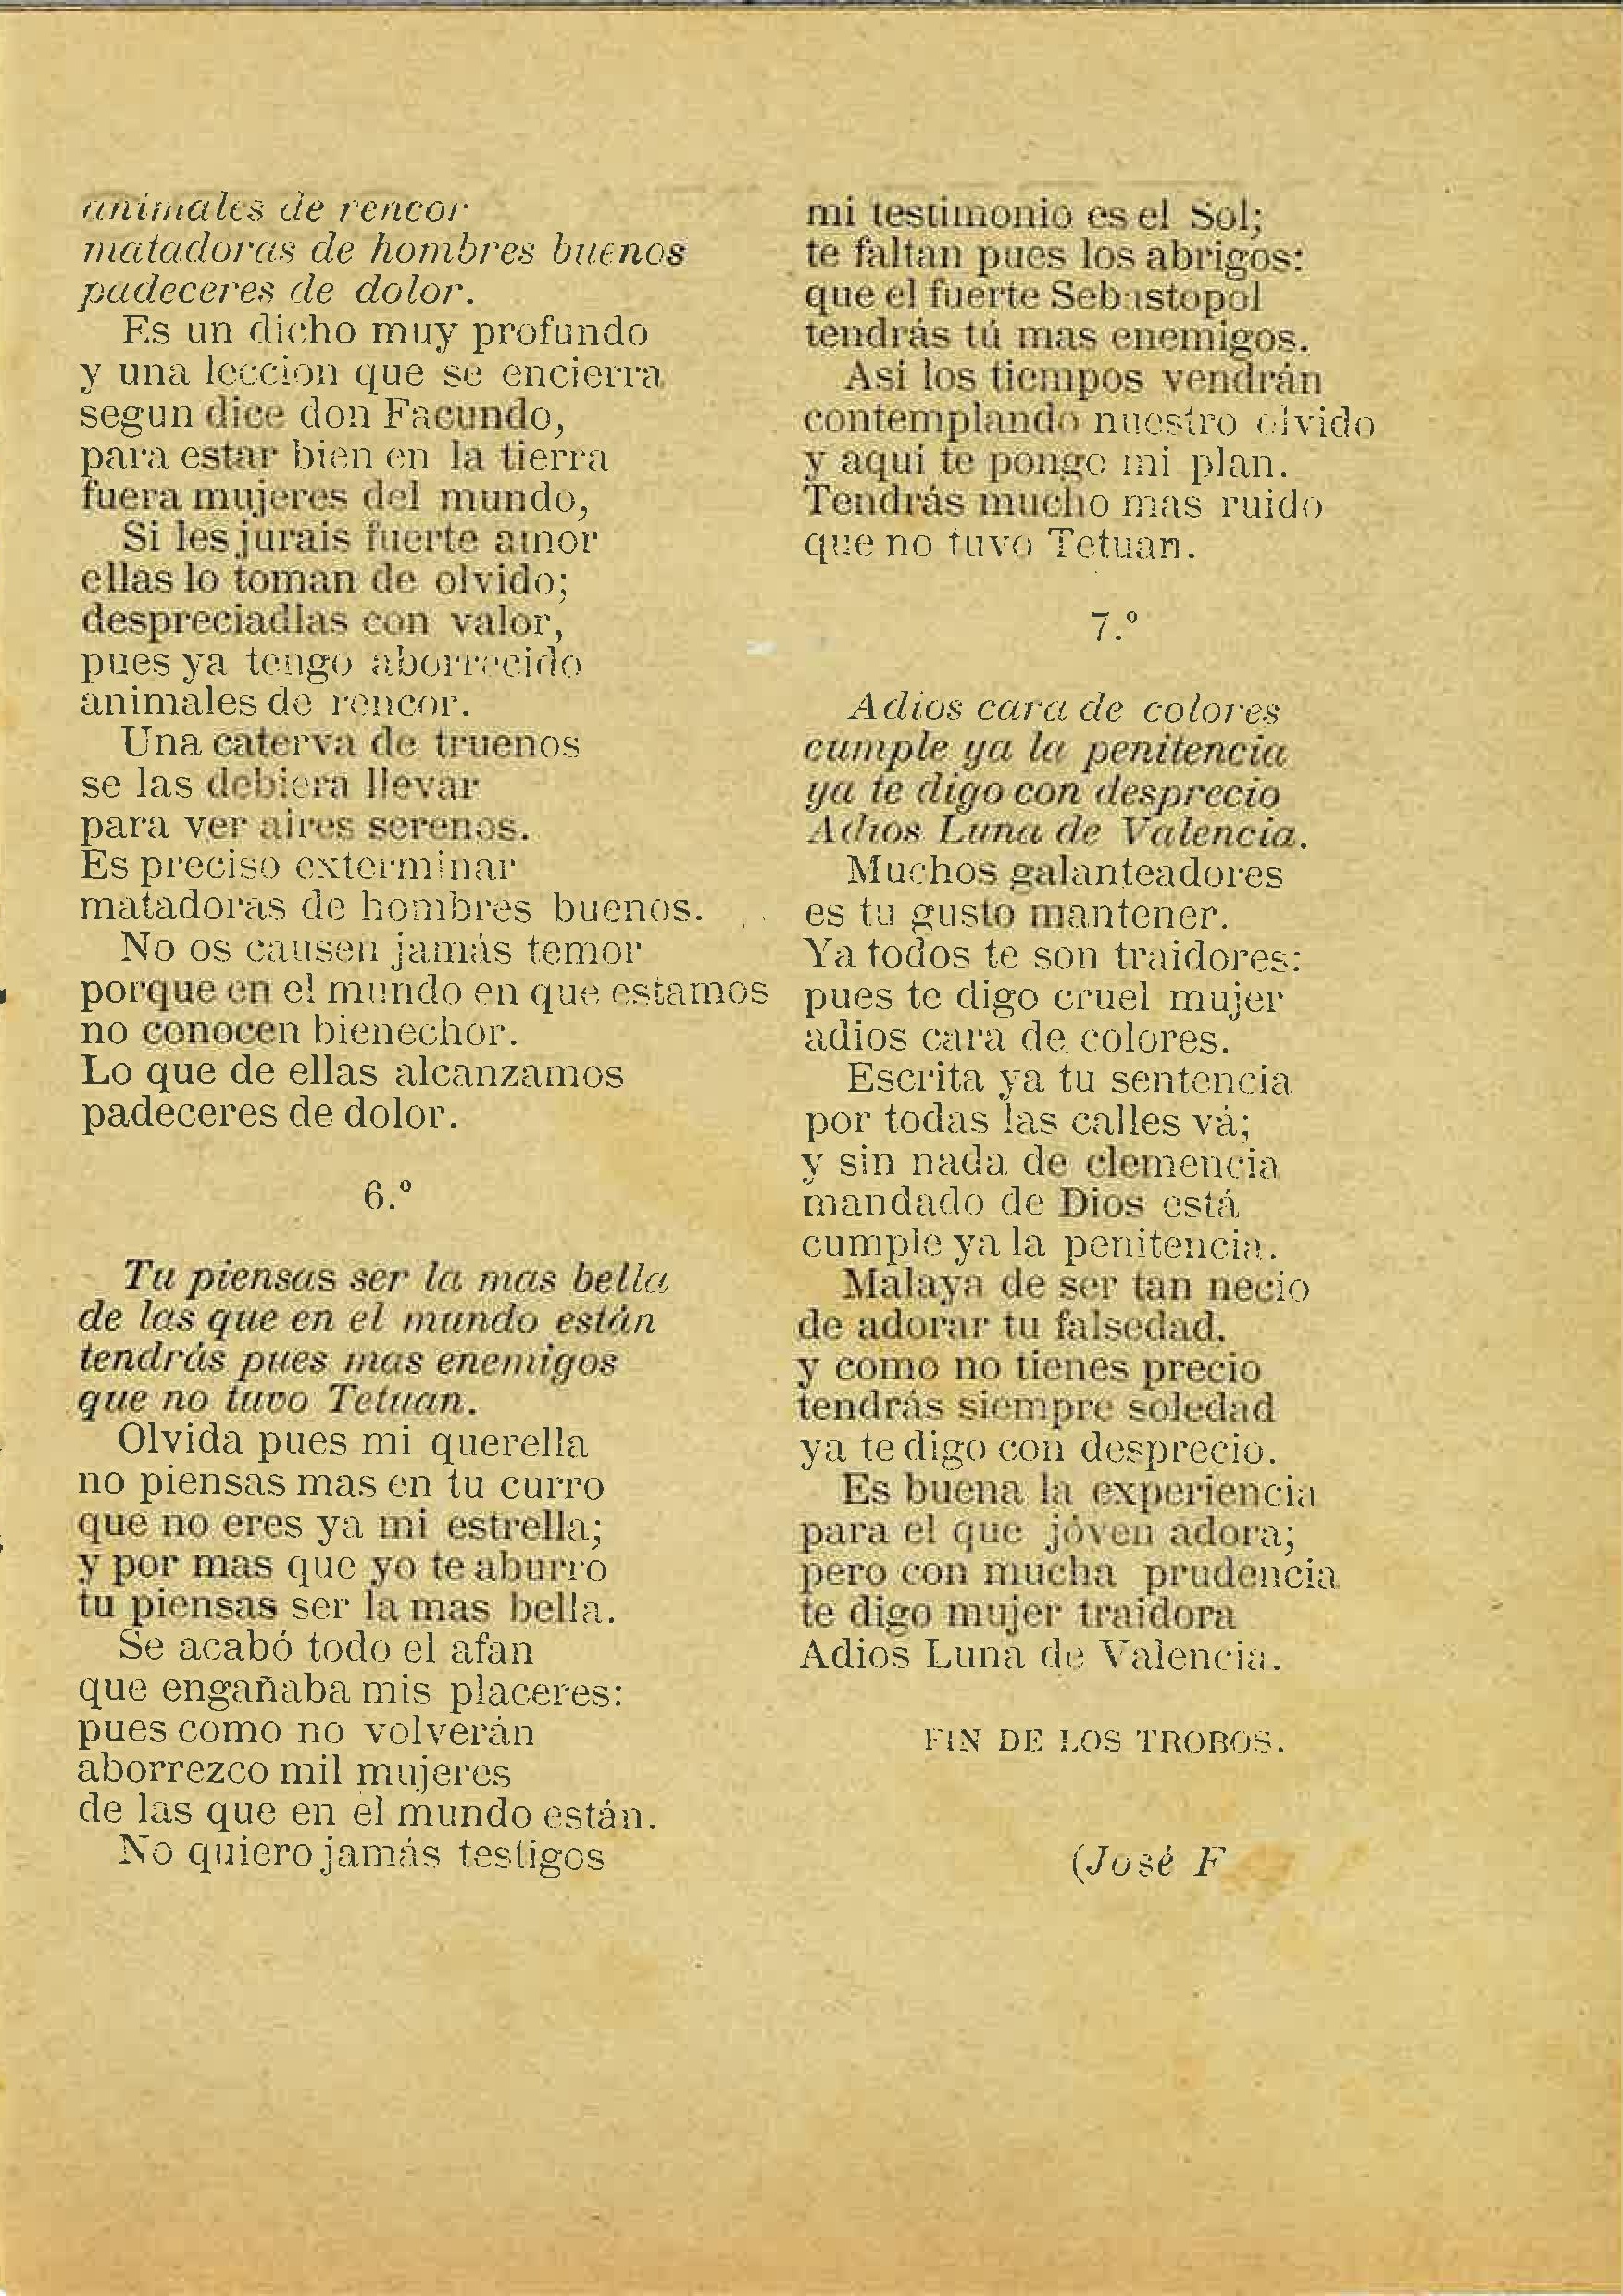 animales de rencor
matadoras de hombres buenos
padeceres de dolor.
Es un dicho muy profundo
y una leccion que se encierra
segun dice don Facundo,
para estar bien en la tierra
fuera mujeres del mundo,
Si les jurais fuerte amor
ellas lo toman de olvido;
despreciadlas con valor,
pues ya tengo aborrecido
animales de rencor.
Una caterva de truenos
se las debiera llevar
para ver aires serenos.
Es preciso exterminar
matadoras de hombres buenos.
No os causen jamás temor
porque en el mundo en que estamos
no conocen bienechor.
Lo que de ellas alcanzamos
padeceres de dolor.
6.º
Tu piensas ser la mas bella
de las que en el mundo están
tendrás pues mas enemigos
que no tuvo Tetuan.
Olvida pues mi querella
no piensas mas en tu curro
que no eres ya mi estrella;
y por mas que yo te aburro
tu piensas ser la mas bella.
Se acabó todo el afan
que engañaba mis placeres:
pues como no volverán
aborrezco mil mujeres
de las que en el mundo están.
No quiero jamás testigos
mi testimonio es el Sol;
te faltan pues los abrigos:
que el fuerte Sebastopol
tendrás tú mas enemigos.
Asi los tiempos vendrán
contemplando nuestro olvido
y aquí te pongo mi plan.
Tendrás mucho mas ruido
que no tuvo Tetuan.
7.º
Adios cara de colores
cumple ya la penitencia
ya te digo con desprecio
Adios Luna de Valencia.
Muchos galanteadores
es tu gusto mantener.
Ya todos te son traidores:
pues te digo cruel mujer
adios cara de colores.
Escrita ya tu sentencia
por todas las calles vá;
y sin nada de clemencia
mandado de Dios está
cumple ya la penitencia.
Malaya de ser tan necio
de adorar tu falsedad.
y como no tienes precio
tendrás siempre soledad
ya te digo con desprecio.
Es buena la experiencia
para el que jóven adora;
pero con mucha prudencia
te digo mujer traidora
Adios Luna de Valencia.
FIN DE LOS TROBOS.
(José F